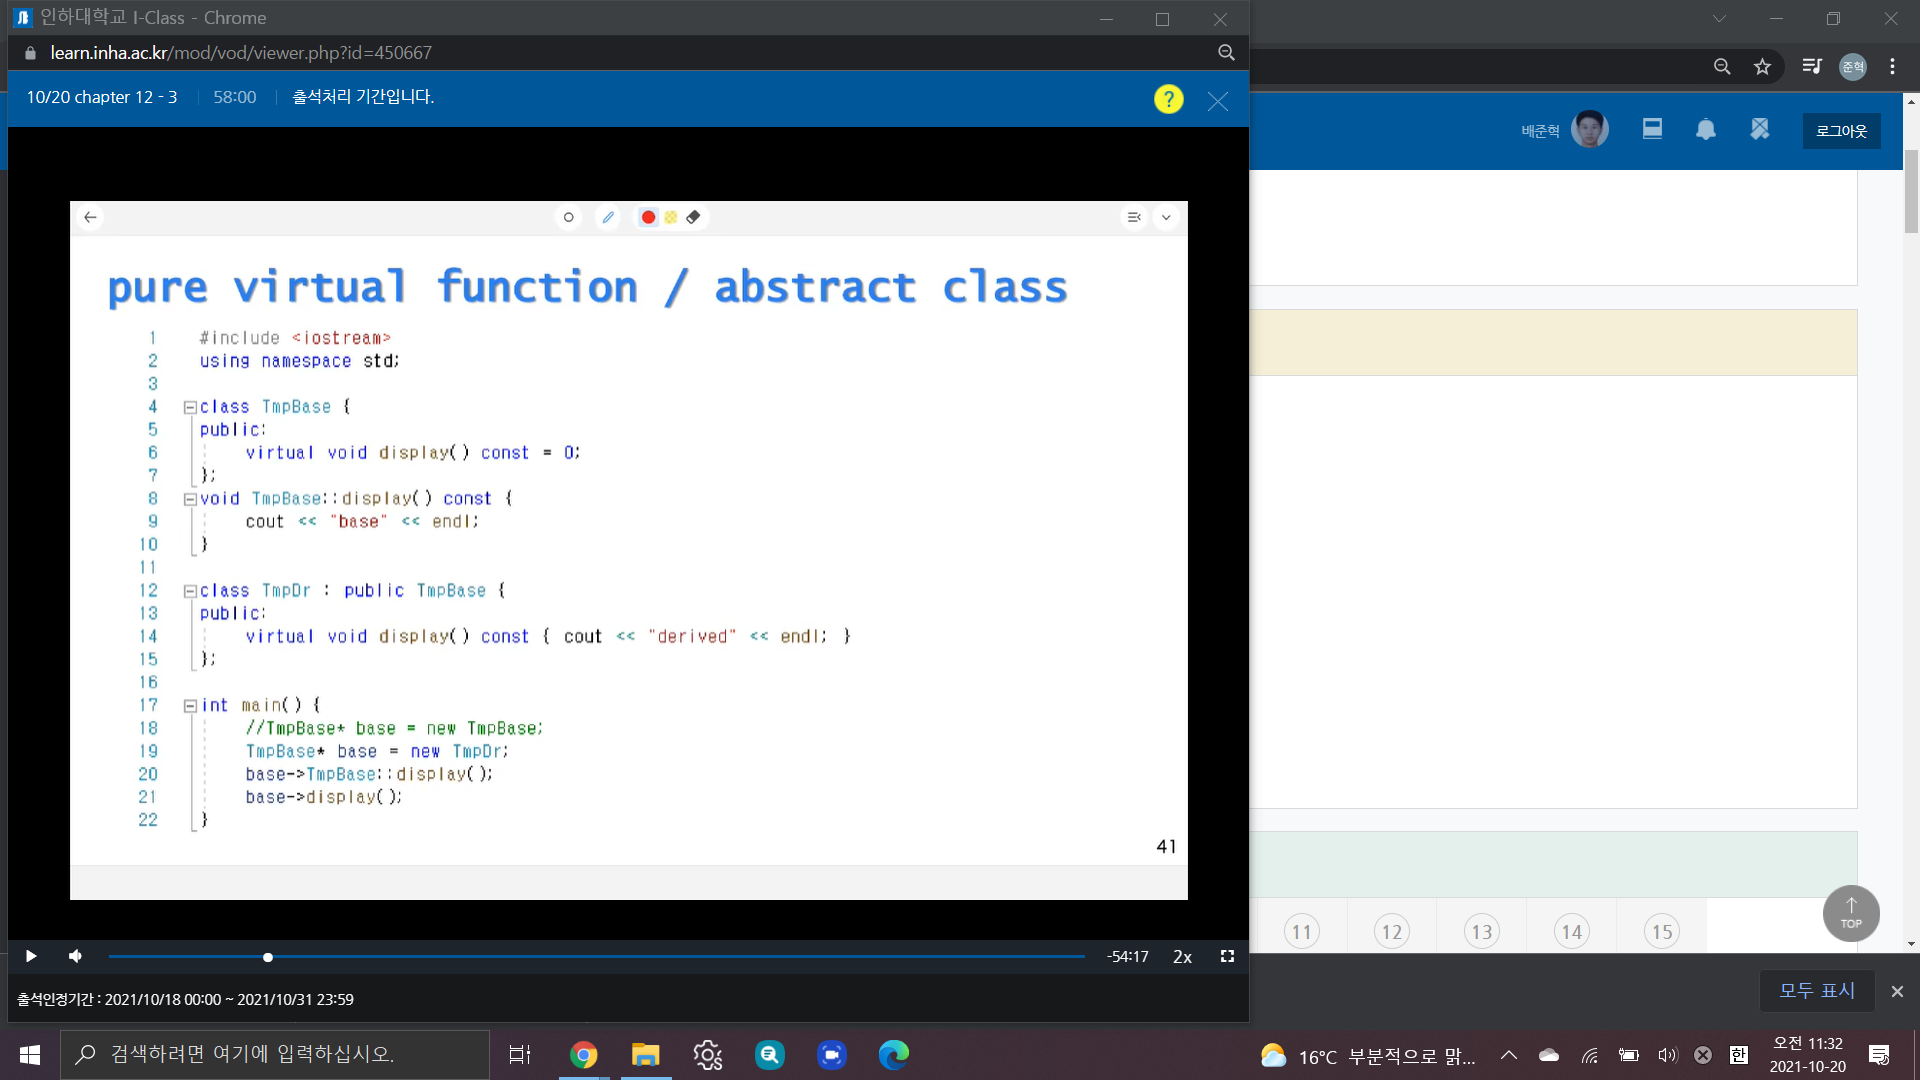 인하대학교 I-Class - Chrome
learn.inha.ac.kr/mod/vod/viewer.php?id=450667
10/20 chapter 12 - 3 58:00 출석처리 기간입니다. ?
배준혁 로그아웃
준혁
pure virtual function / abstract class
1 #include <iostream>
2 using namespace std;
3
4 class TmpBase {
5 public:
6 virtual void display() const = 0;
7 };
8 void TmpBase::display() const {
9 cout << "base" << endl;
10 }
11
12 class TmpDr : public TmpBase {
13 public:
14 virtual void display() const { cout << "derived" << endl; }
15 };
16
17 int main() {
18 //TmpBase* base = new TmpBase;
19 TmpBase* base = new TmpDr;
20 base->TmpBase::display();
21 base->display();
22 }
41
11 12 13 14 15
TOP
-54:17 2x
출석인정기간 : 2021/10/18 00:00 ~ 2021/10/31 23:59
모두 표시
검색하려면 여기에 입력하십시오.
16°C 부분적으로 맑...
한
오전 11:32
2021-10-20